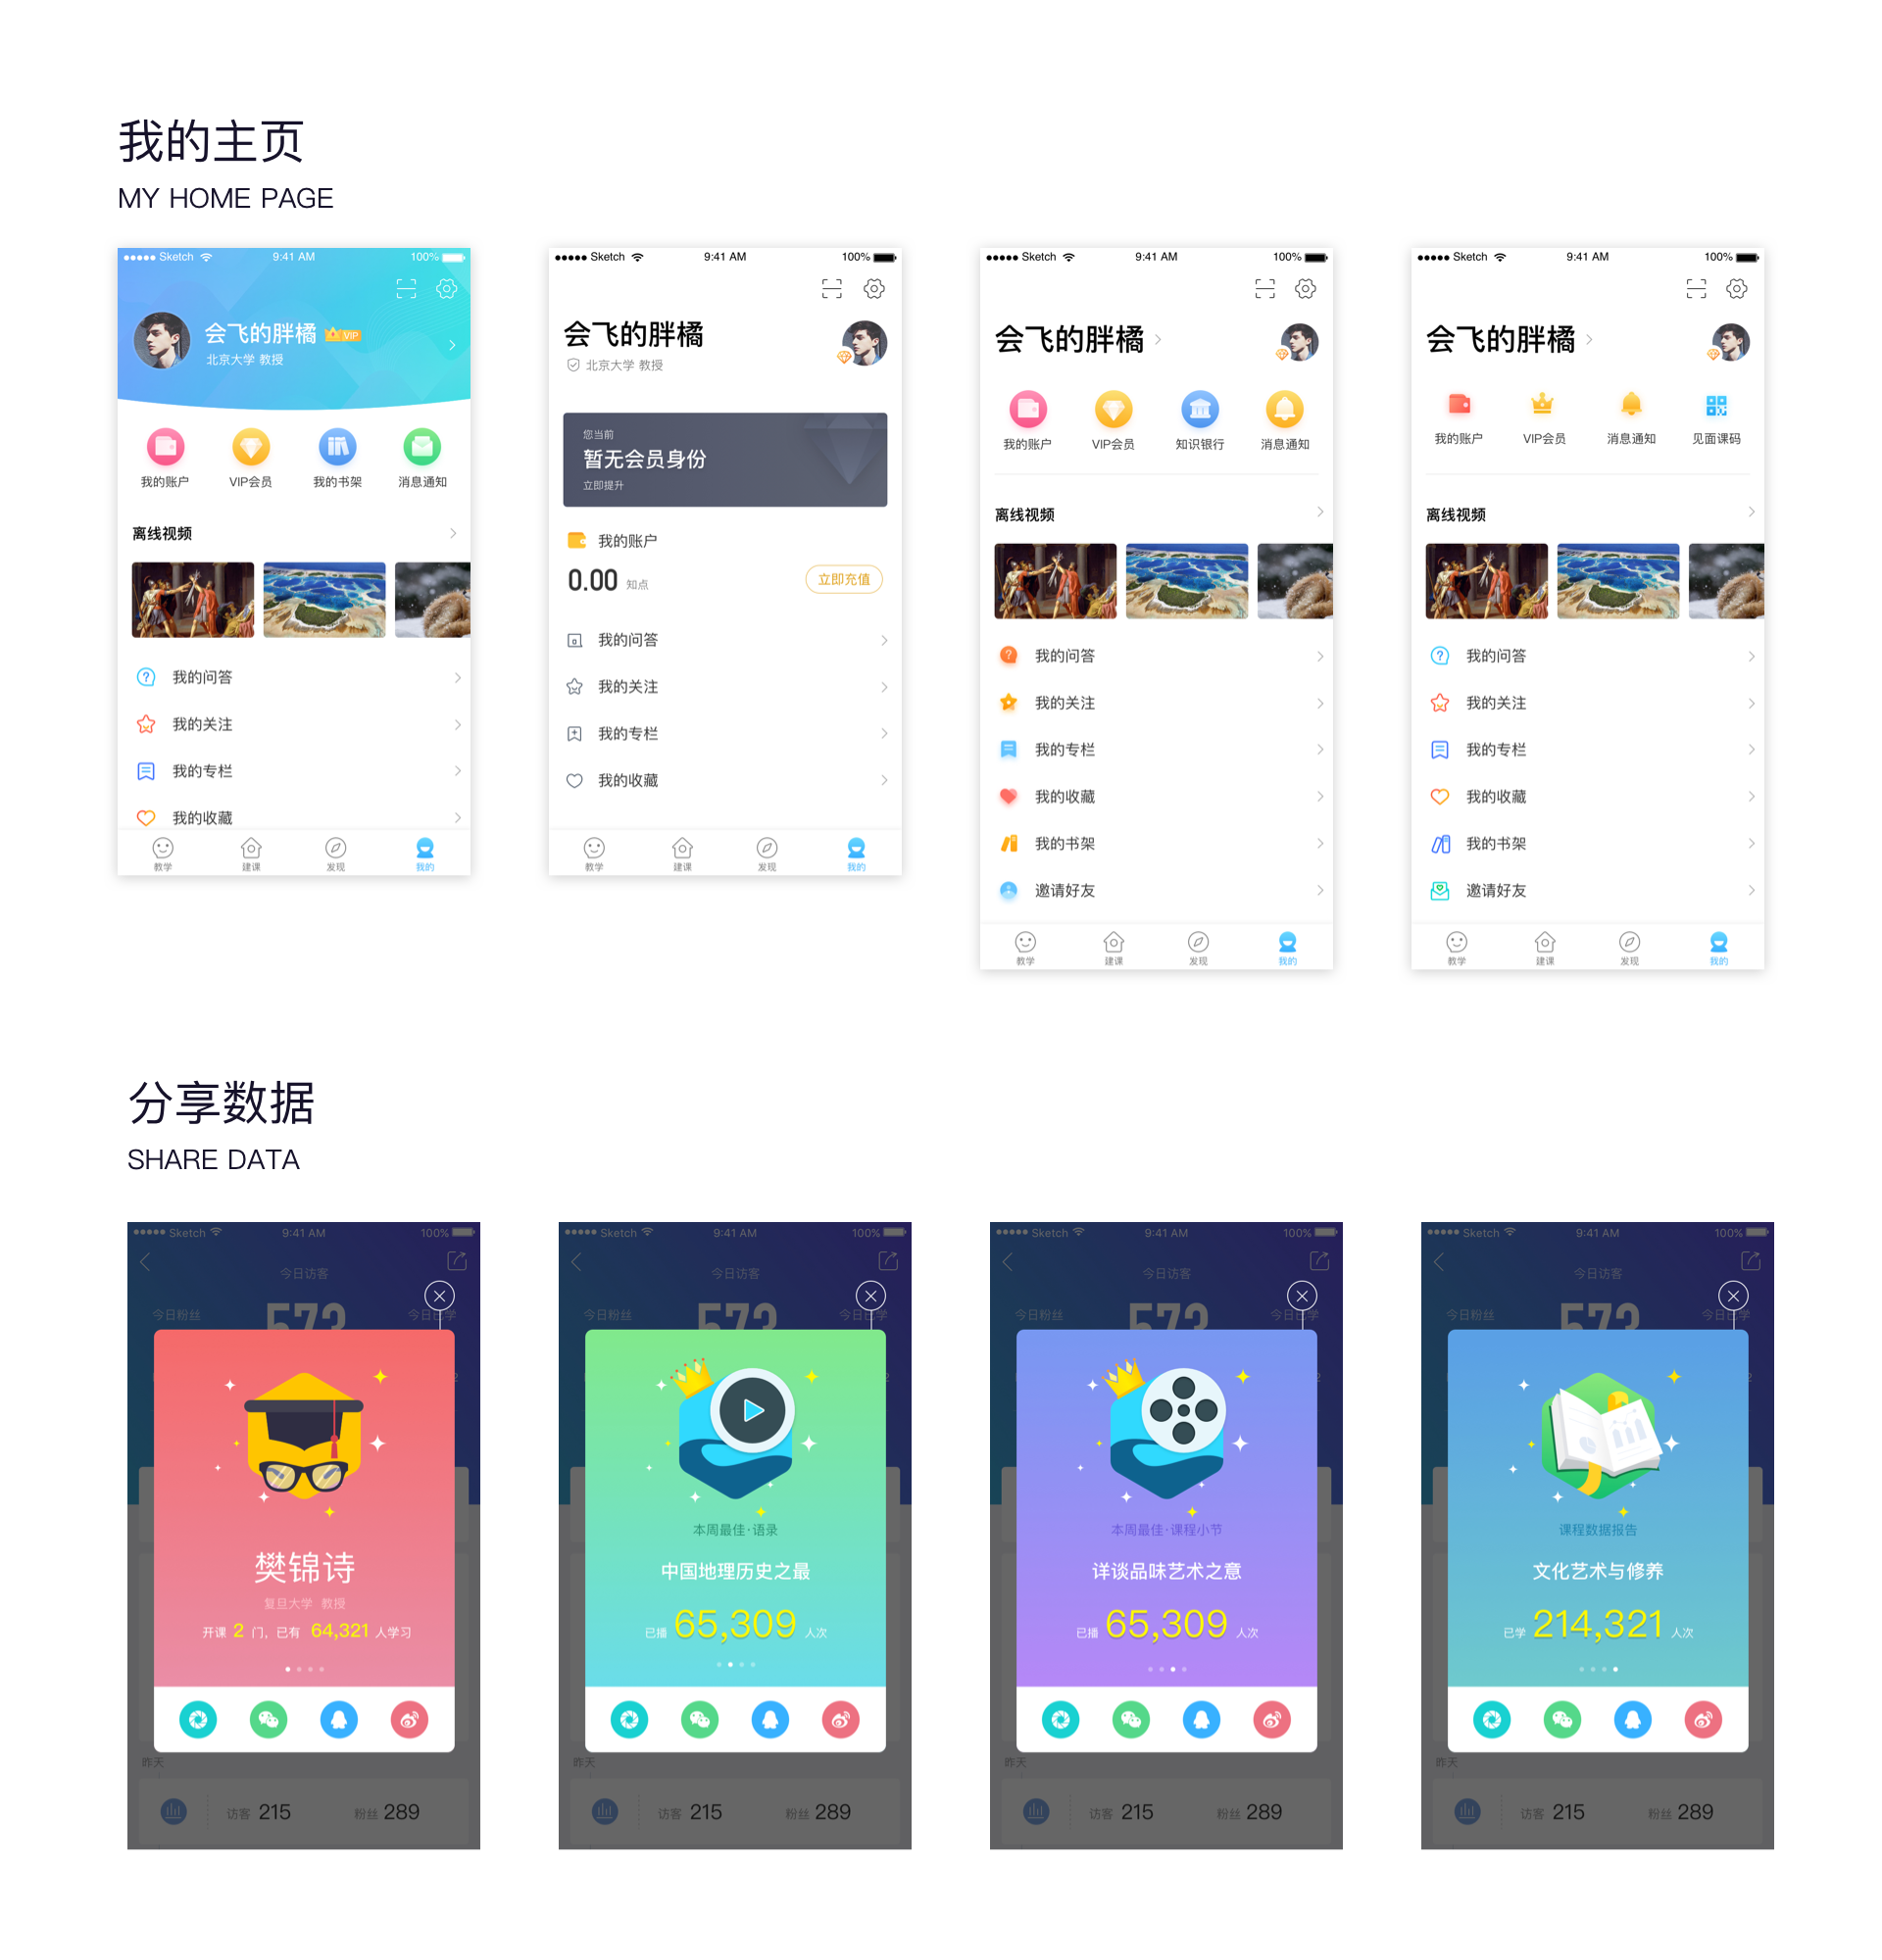 我的主页
MY HOME PAGE
Sketch 9:41 AM 100%
会飞的胖橘 VIP
北京大学 教授
我的账户 VIP会员 我的书架 消息通知
离线视频
我的问答
我的关注
我的专栏
我的收藏
教学 建课 发现 我的
Sketch 9:41 AM 100%
会飞的胖橘
北京大学 教授
您当前
暂无会员身份
立即提升
我的账户
0.00 知点 立即充值
我的问答
我的关注
我的专栏
我的收藏
教学 建课 发现 我的
Sketch 9:41 AM 100%
会飞的胖橘
我的账户 VIP会员 知识银行 消息通知
离线视频
我的问答
我的关注
我的专栏
我的收藏
我的书架
邀请好友
教学 建课 发现 我的
Sketch 9:41 AM 100%
会飞的胖橘
我的账户 VIP会员 消息通知 见面课码
离线视频
我的问答
我的关注
我的专栏
我的收藏
我的书架
邀请好友
教学 建课 发现 我的
分享数据
SHARE DATA
Sketch 9:41 AM 100%
今日访客
今日粉丝 573 今日已学
樊锦诗
复旦大学 教授
开课 2 门，已有 64,321 人学习
昨天
访客 215 粉丝 289
Sketch 9:41 AM 100%
今日访客
今日粉丝 573 今日已学
本周最佳·语录
中国地理历史之最
已播 65,309 人次
昨天
访客 215 粉丝 289
Sketch 9:41 AM 100%
今日访客
今日粉丝 573 今日已学
本周最佳·课程小节
详谈品味艺术之意
已播 65,309 人次
昨天
访客 215 粉丝 289
Sketch 9:41 AM 100%
今日访客
今日粉丝 573 今日已学
课程数据报告
文化艺术与修养
已学 214,321 人次
昨天
访客 215 粉丝 289